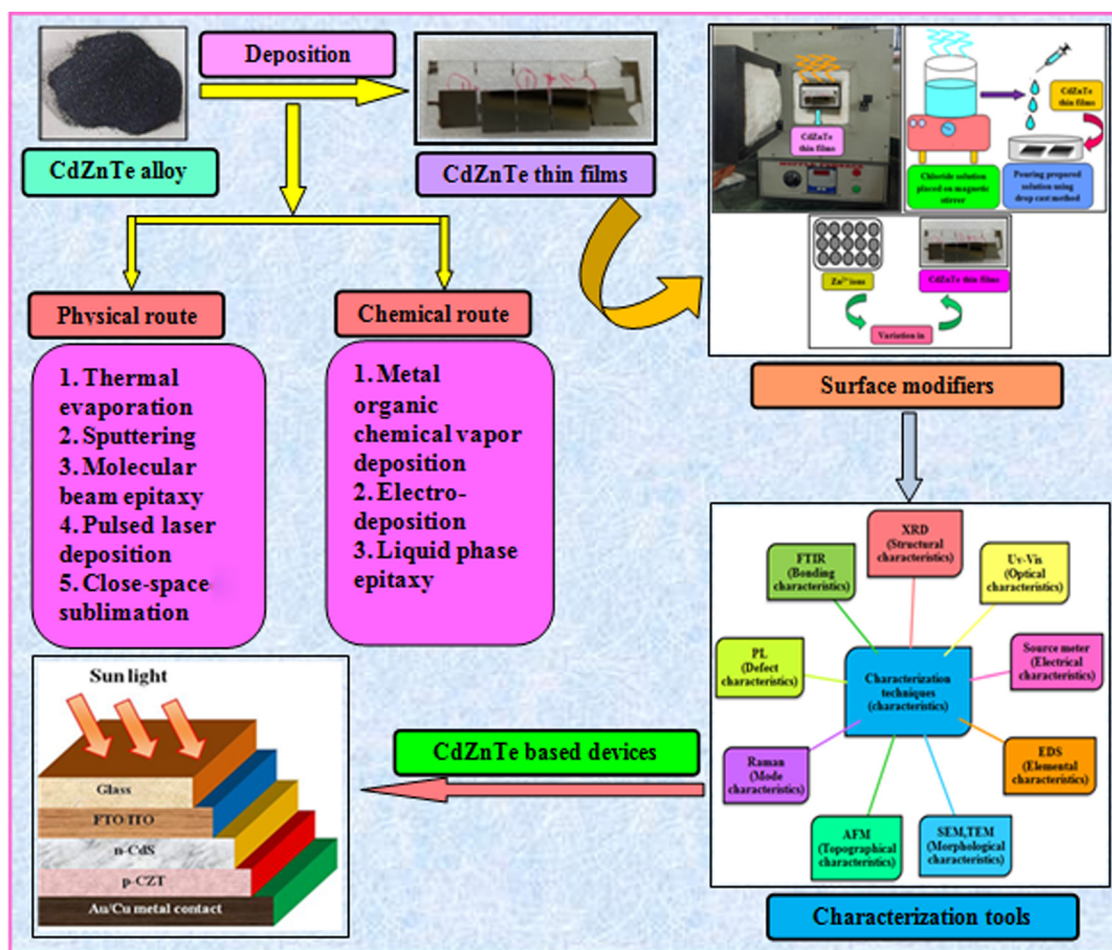 Deposition
CdZnTe alloy
CdZnTe thin films
CdZnTe
thin films
Chloride solution
placed on magnetic
stirrer
CdZnTe
thin films
Pouring prepared
solution using
drop cast method
Zn²⁺ ions
CdZnTe thin films
Variation in
Surface modifiers
Physical route
Chemical route
1. Thermal
evaporation
2. Sputtering
3. Molecular
beam epitaxy
4. Pulsed laser
deposition
5. Close-space
sublimation
1. Metal
organic
chemical vapor
deposition
2. Electro-
deposition
3. Liquid phase
epitaxy
XRD
(Structural
characteristics)
FTIR
(Bonding
characteristics)
Uv-Vis
(Optical
characteristics)
PL
(Defect
characteristics)
Characterization
techniques
(characteristics)
Source meter
(Electrical
characteristics)
Raman
(Mode
characteristics)
EDS
(Elemental
characteristics)
AFM
(Topographical
characteristics)
SEM,TEM
(Morphological
characteristics)
Characterization tools
CdZnTe based devices
Sun light
Glass
FTO ITO
n-CdS
p-CZT
Au/Cu metal contact